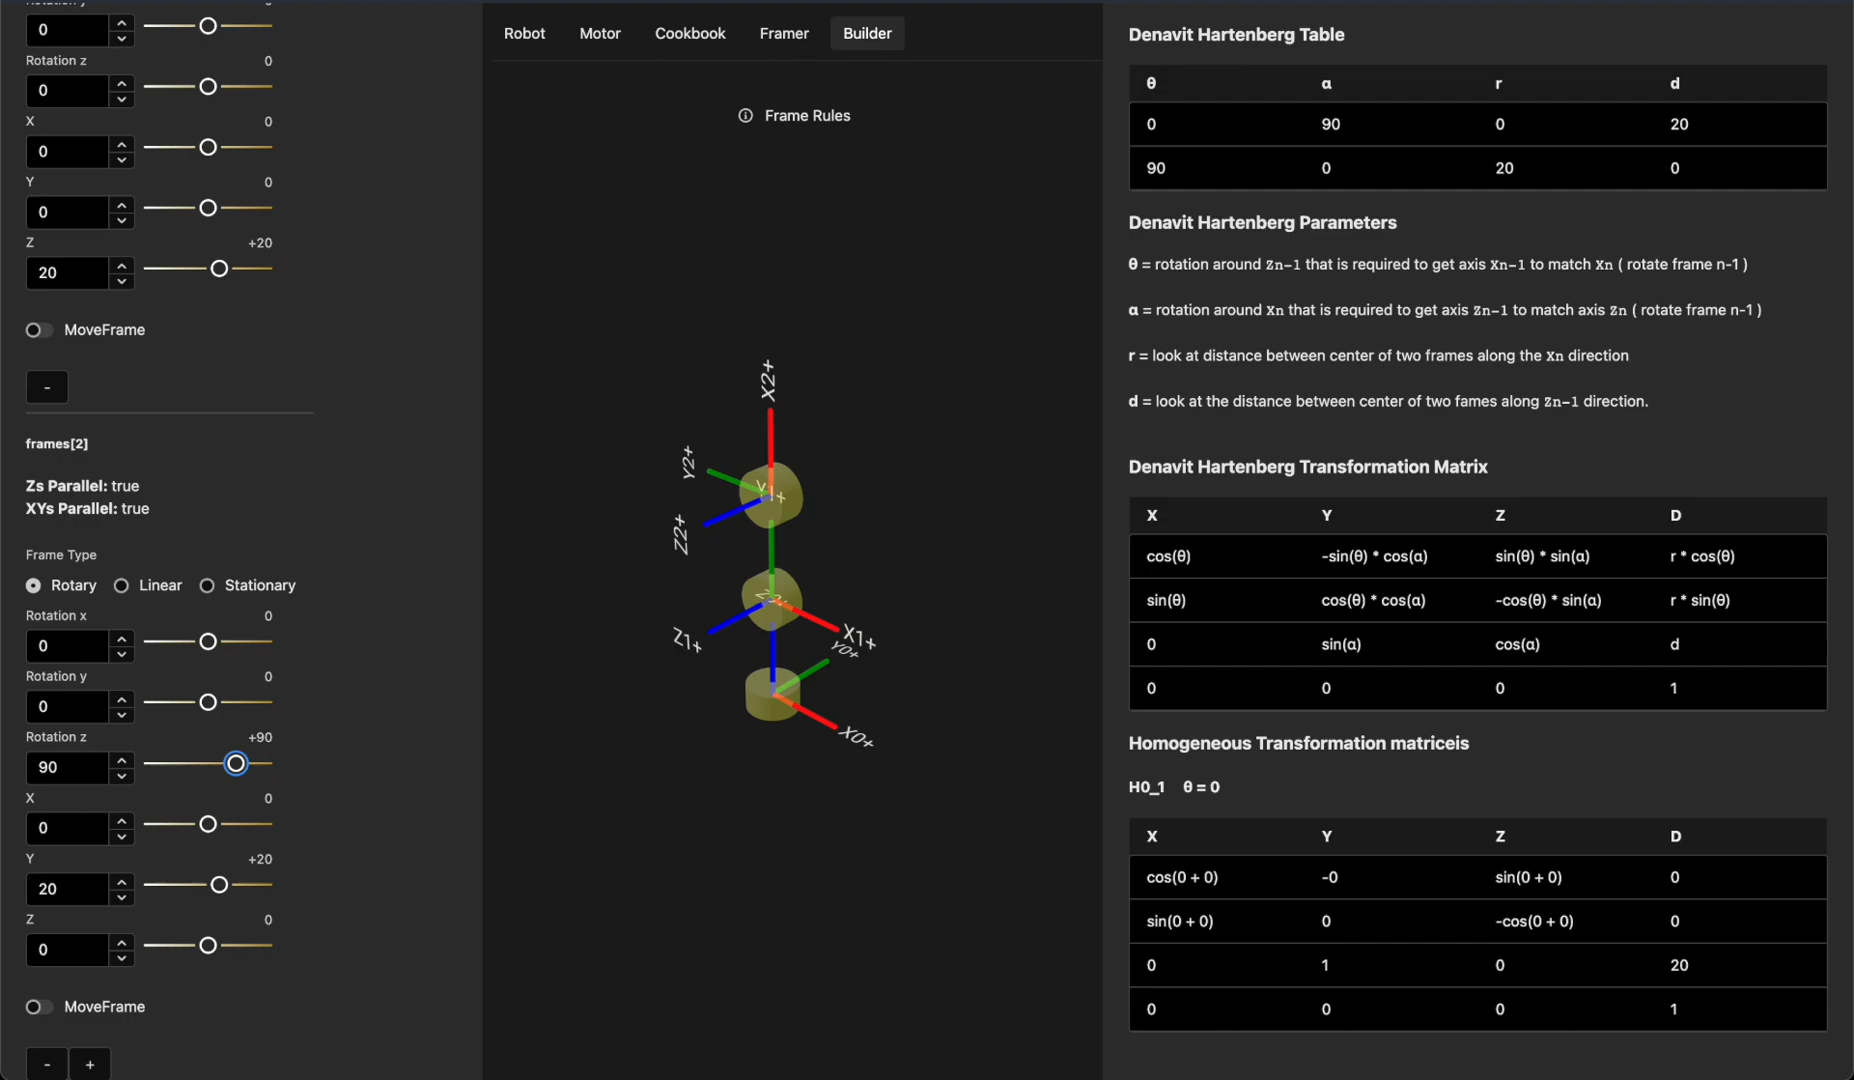 0
Rotation z 0
0
X 0
0
Y 0
0
Z +20
20
MoveFrame
-
frames[2]
Zs Parallel: true
XYs Parallel: true
Frame Type
Rotary Linear Stationary
Rotation x 0
0
Rotation y 0
0
Rotation z +90
90
X 0
0
Y +20
20
Z 0
0
MoveFrame
- +
Robot Motor Cookbook Framer Builder
Frame Rules
X2+
Y2+
Z2+
Z1+
X1+
Y0+
X0+
Denavit Hartenberg Table
θ α r d
0 90 0 20
90 0 20 0
Denavit Hartenberg Parameters
θ = rotation around Zn-1 that is required to get axis Xn-1 to match Xn ( rotate frame n-1 )
α = rotation around Xn that is required to get axis Zn-1 to match axis Zn ( rotate frame n-1 )
r = look at distance between center of two frames along the Xn direction
d = look at the distance between center of two fames along Zn-1 direction.
Denavit Hartenberg Transformation Matrix
X Y Z D
cos(θ) -sin(θ) * cos(α) sin(θ) * sin(α) r * cos(θ)
sin(θ) cos(θ) * cos(α) -cos(θ) * sin(α) r * sin(θ)
0 sin(α) cos(α) d
0 0 0 1
Homogeneous Transformation matriceis
H0_1 θ = 0
X Y Z D
cos(0 + 0) -0 sin(0 + 0) 0
sin(0 + 0) 0 -cos(0 + 0) 0
0 1 0 20
0 0 0 1